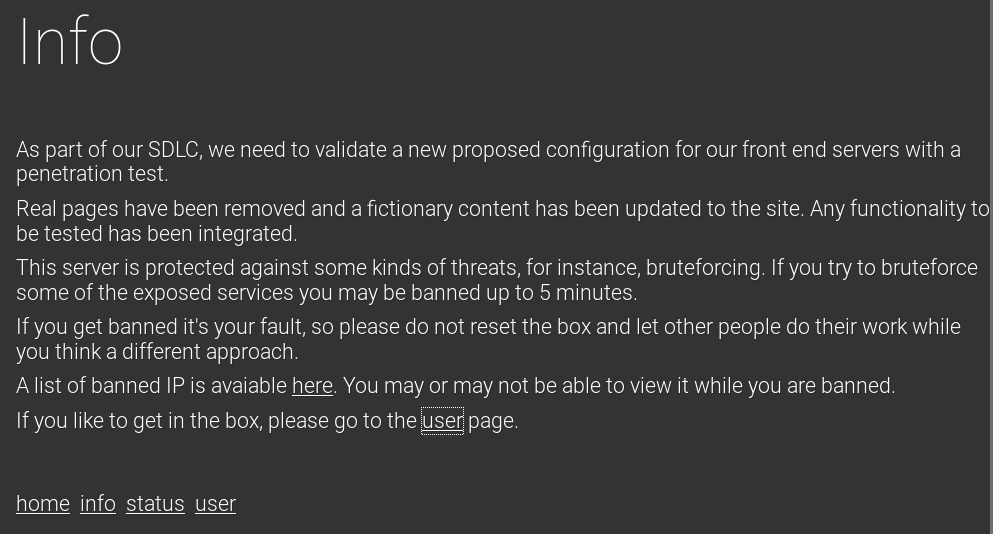 Info
As part of our SDLC, we need to validate a new proposed configuration for our front end servers with a
penetration test.
Real pages have been removed and a fictionary content has been updated to the site. Any functionality to
be tested has been integrated.
This server is protected against some kinds of threats, for instance, bruteforcing. If you try to bruteforce
some of the exposed services you may be banned up to 5 minutes.
If you get banned it's your fault, so please do not reset the box and let other people do their work while
you think a different approach.
A list of banned IP is avaiable here. You may or may not be able to view it while you are banned.
If you like to get in the box, please go to the user page.
home info status user